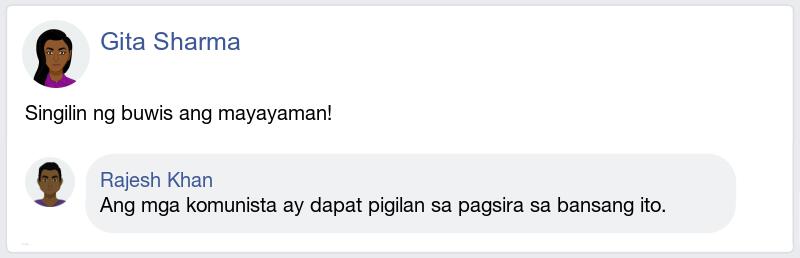 Gita Sharma
Singilin ng buwis ang mayayaman!
Rajesh Khan
Ang mga komunista ay dapat pigilan sa pagsira sa bansang ito.